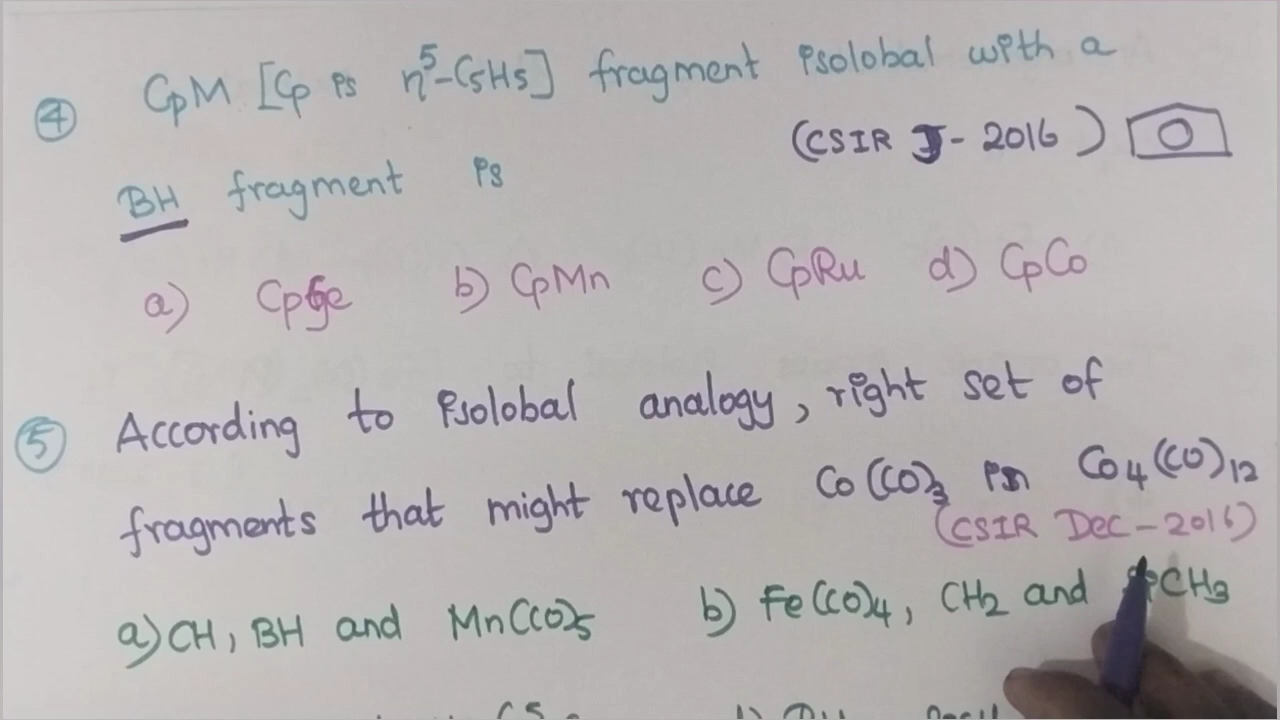 ④ CpM [Cp is η⁵-C₅H₅] fragment isolobal with a
BH fragment is (CSIR J - 2016)
a) CpGe b) CpMn c) CpRu d) CpCo
⑤ According to isolobal analogy, right set of
fragments that might replace Co(CO)₃ in Co₄(CO)₁₂
(CSIR Dec - 2016)
a) CH, BH and Mn(CO)₅ b) Fe(CO)₄, CH₂ and CH₃